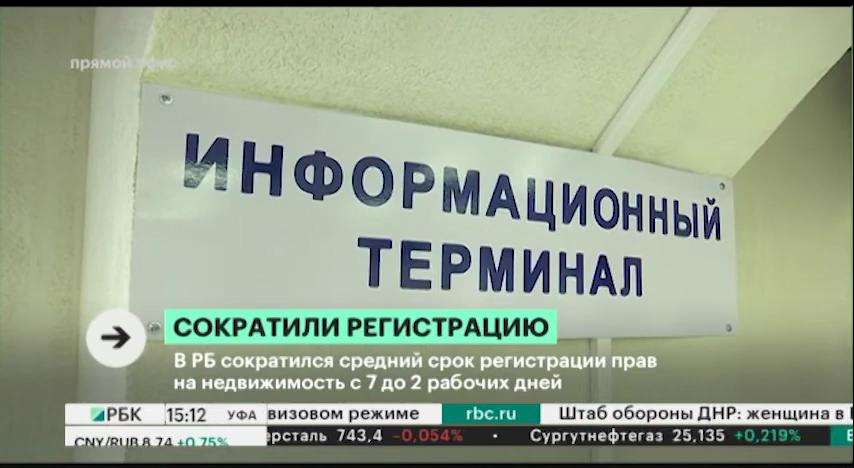 прямой эфир
ИНФОРМАЦИОННЫЙ
ТЕРМИНАЛ
СОКРАТИЛИ РЕГИСТРАЦИЮ
В РБ сократился средний срок регистрации прав
на недвижимость с 7 до 2 рабочих дней
РБК 15:12 УФА визовом режиме rbc.ru Штаб обороны ДНР: женщина в
CNY/RUB 8,74 +0,75% ерсталь 743,4 -0,054% • Сургутнефтегаз 25,135 +0,219%